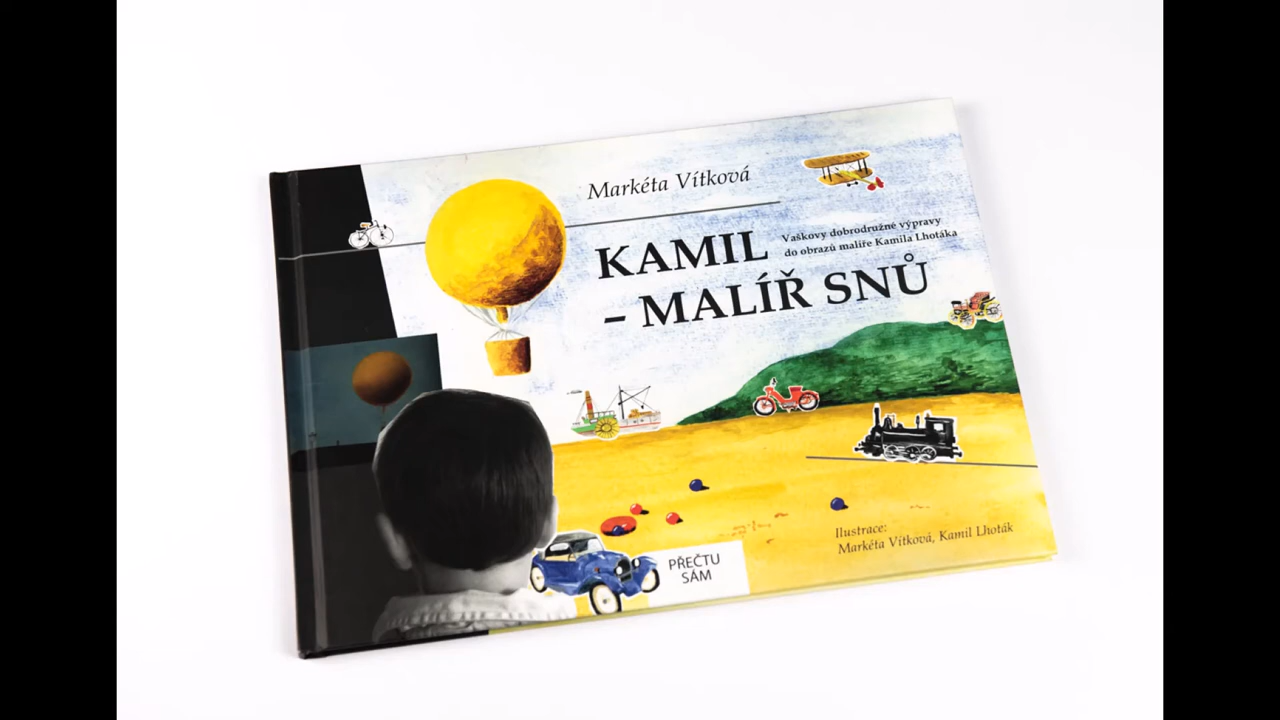 Markéta Vítková
KAMIL
– MALÍŘ SNŮ
Vaškovy dobrodružné výpravy
do obrazů malíře Kamila Lhotáka
Ilustrace:
Markéta Vítková, Kamil Lhoták
PŘEČTU
SÁM